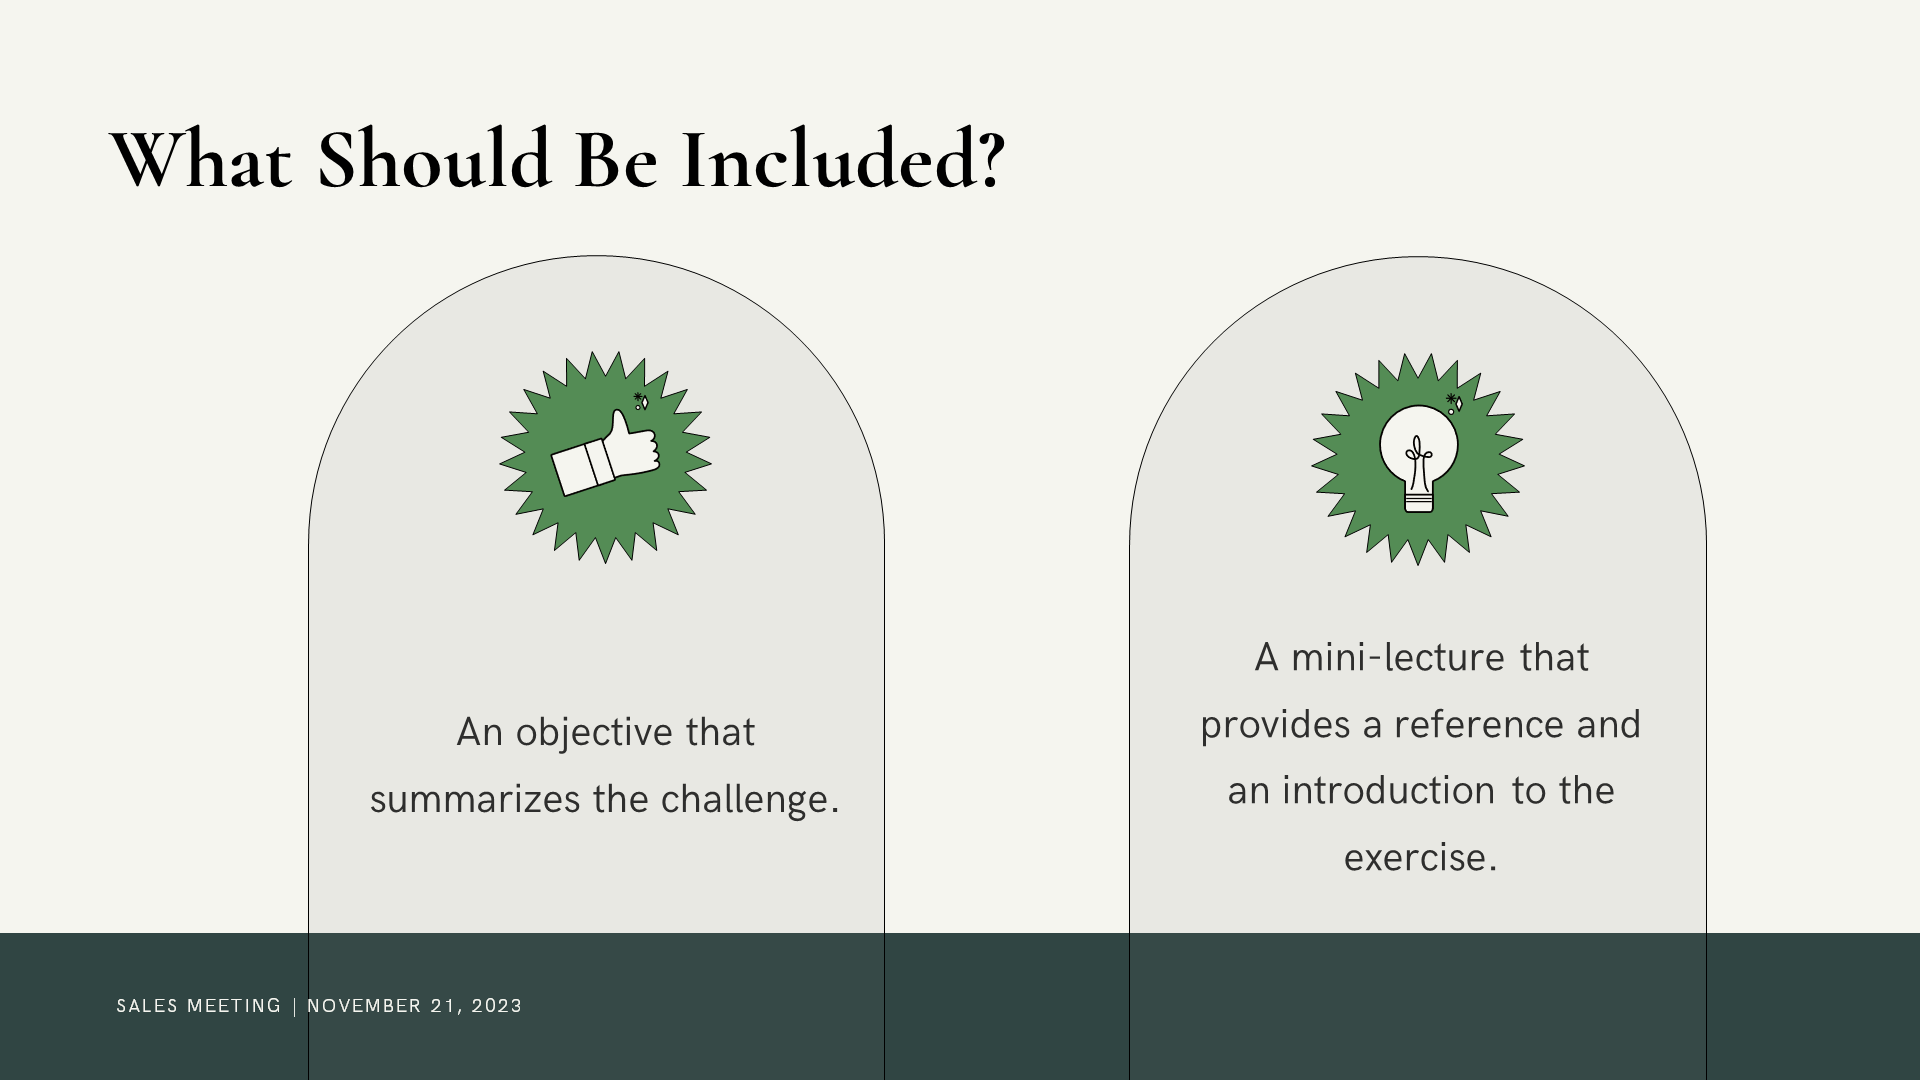 What Should Be Included?
An objective that
summarizes the challenge.
A mini-lecture that
provides a reference and
an introduction to the
exercise.
SALES MEETING | NOVEMBER 21, 2023